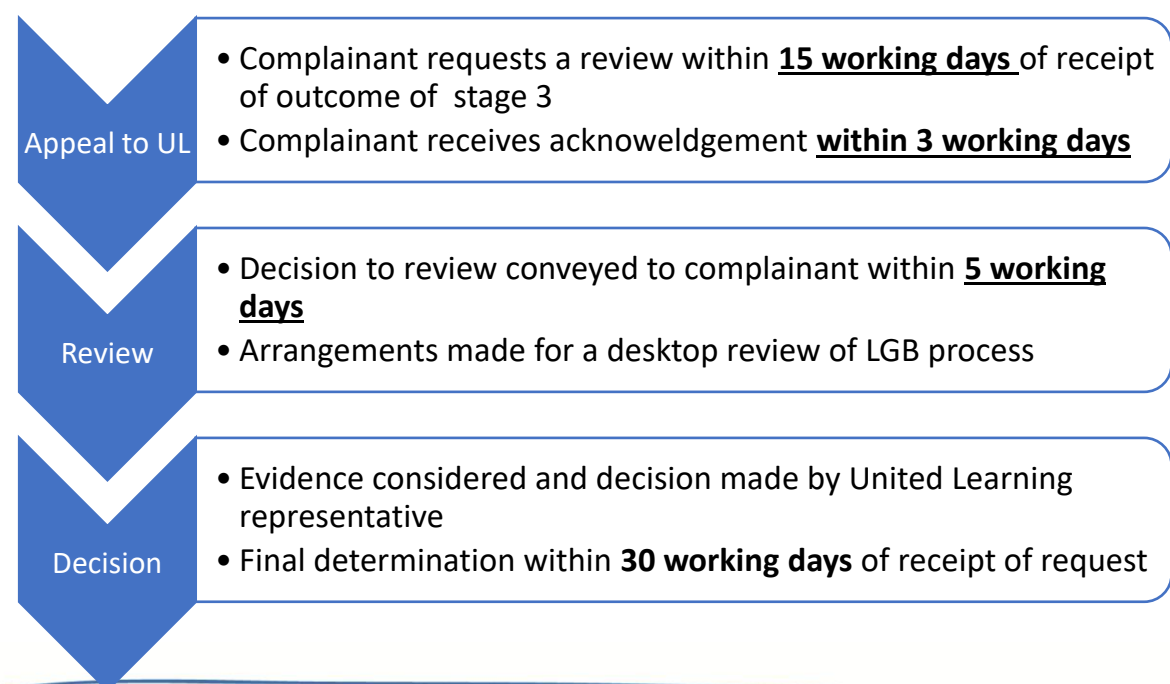 Appeal to UL
• Complainant requests a review within 15 working days of receipt
of outcome of  stage 3
• Complainant receives acknoweldgement within 3 working days
Review
• Decision to review conveyed to complainant within 5 working
days
• Arrangements made for a desktop review of LGB process
Decision
• Evidence considered and decision made by United Learning
representative
• Final determination within 30 working days of receipt of request